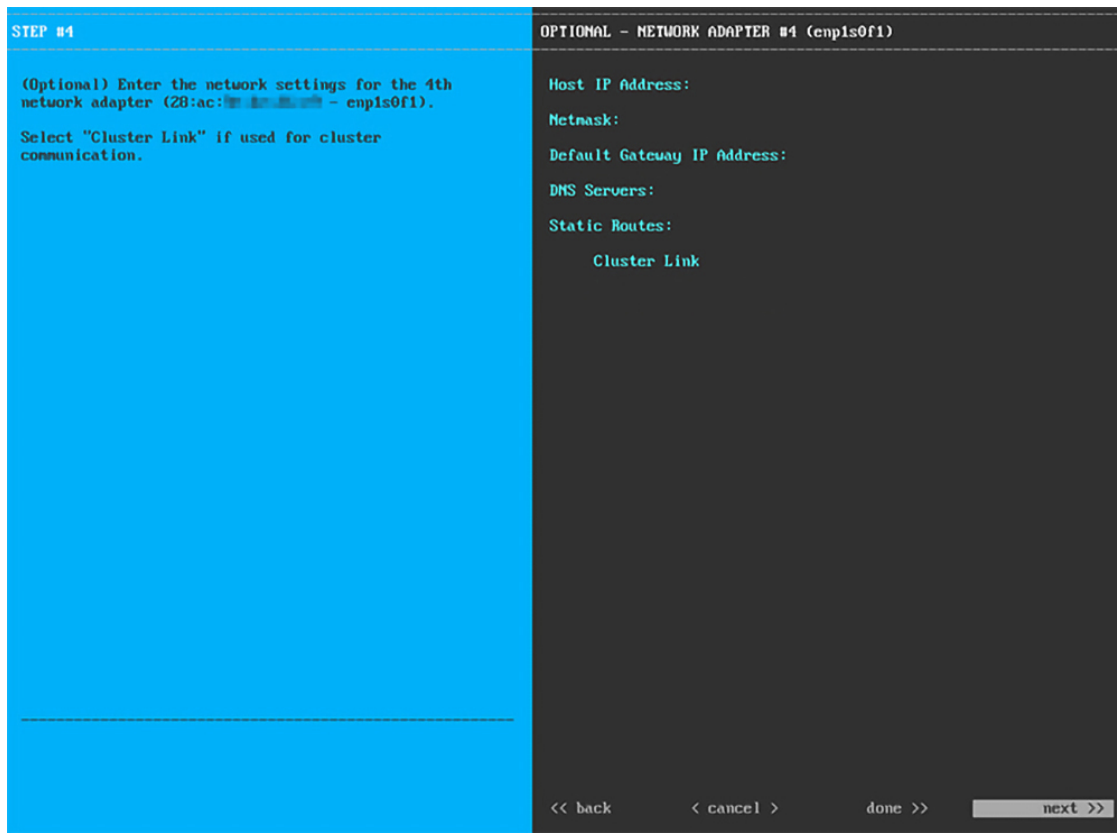 STEP #4
(Optional) Enter the network settings for the 4th
network adapter (28:ac: - enp1s0f1).
Select "Cluster Link" if used for cluster
communication.
OPTIONAL - NETWORK ADAPTER #4 (enp1s0f1)
Host IP Address:
Netmask:
Default Gateway IP Address:
DNS Servers:
Static Routes:
Cluster Link
<< back < cancel > done >> next >>